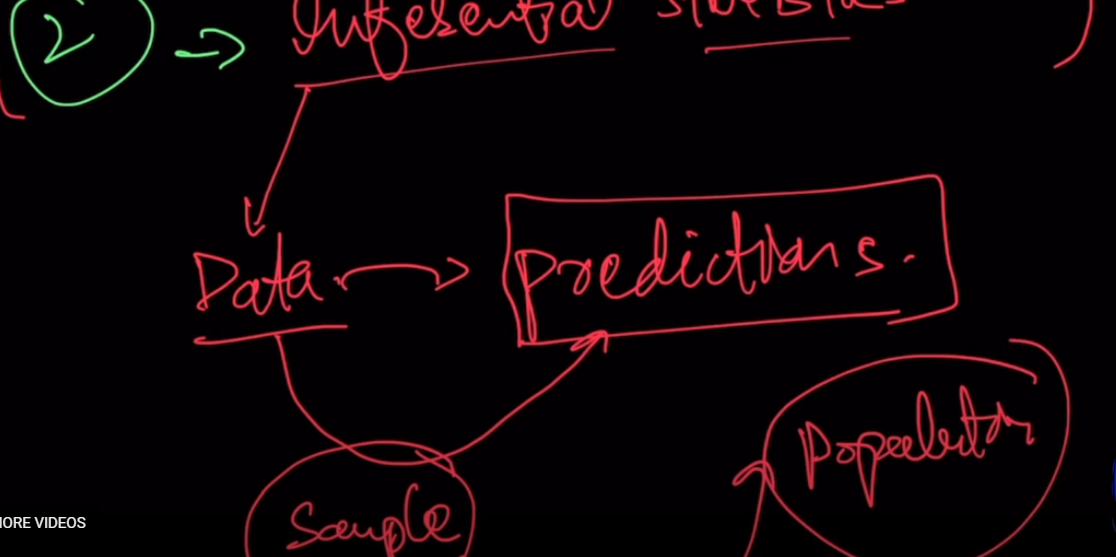 2 → Inferential Statistics
Data → predictions.
Population
Sample
MORE VIDEOS